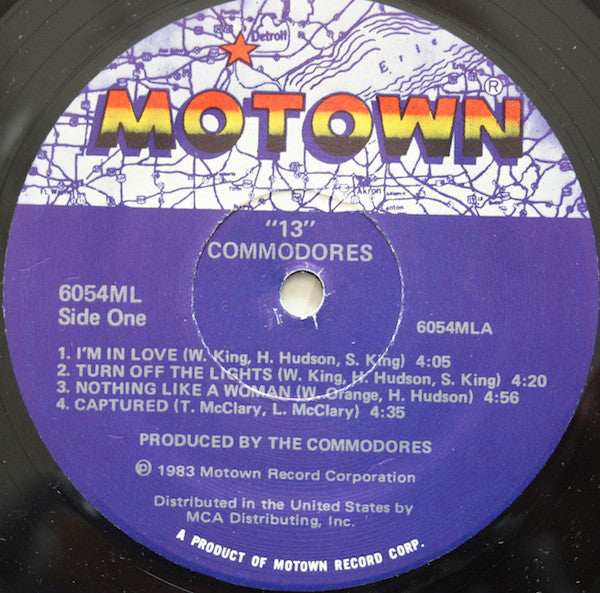 Detroit
Erie
MOTOWN®
Akron
Canton
"13"
COMMODORES
6054ML
Side One
6054MLA
1. I'M IN LOVE (W. King, H. Hudson, S. King) 4:05
2. TURN OFF THE LIGHTS (W. King, H. Hudson, S. King) 4:20
3. NOTHING LIKE A WOMAN (W. Orange, H. Hudson) 4:56
4. CAPTURED (T. McClary, L. McClary) 4:35
PRODUCED BY THE COMMODORES
℗ 1983 Motown Record Corporation
Distributed in the United States by
MCA Distributing, Inc.
A PRODUCT OF MOTOWN RECORD CORP.